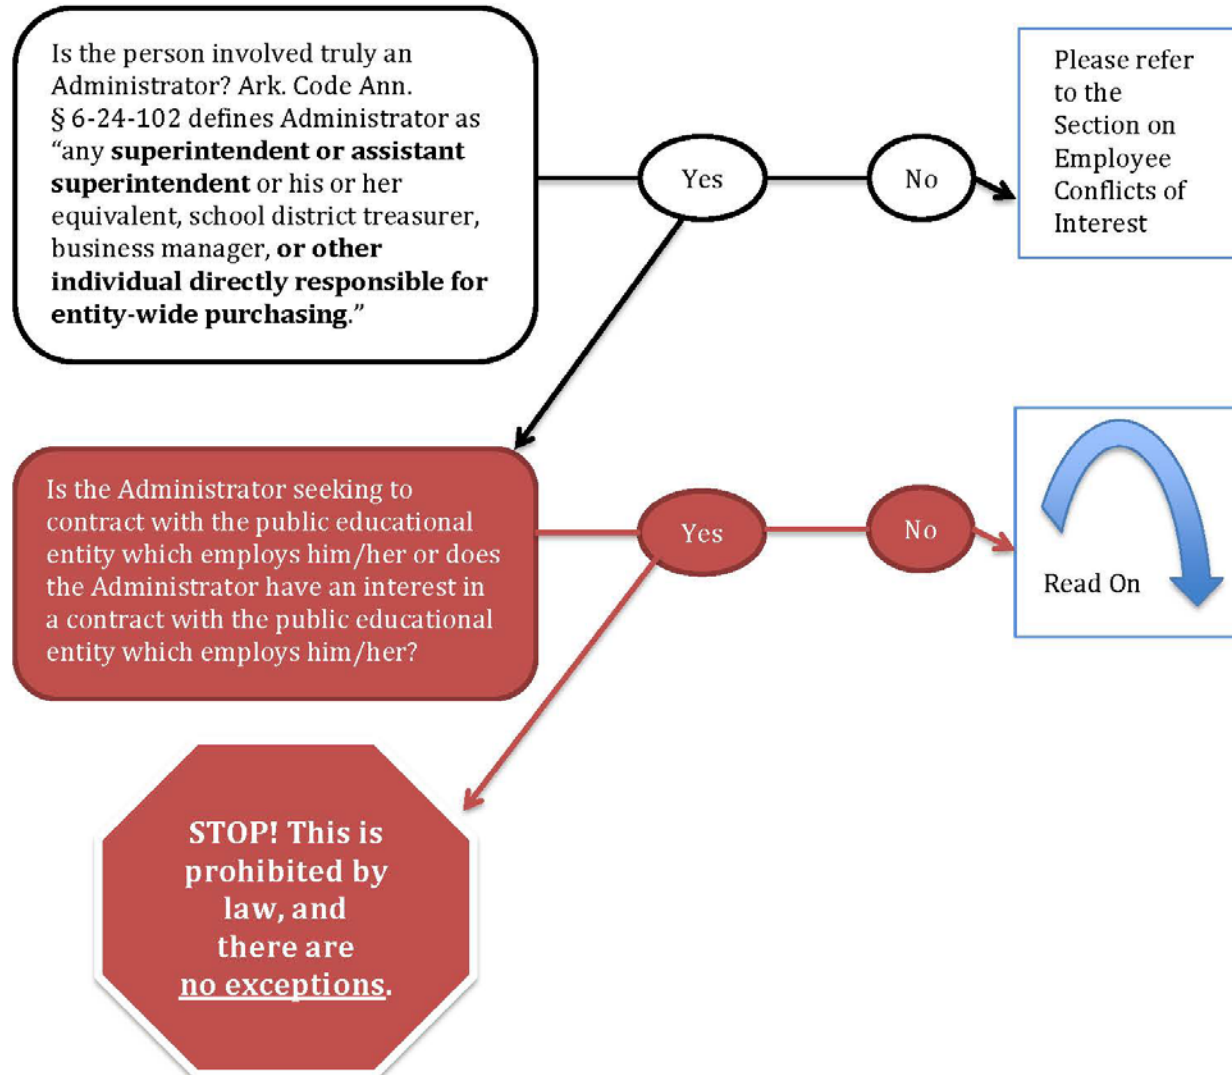 Is the person involved truly an
Administrator? Ark. Code Ann.
§ 6-24-102 defines Administrator as
“any superintendent or assistant
superintendent or his or her
equivalent, school district treasurer,
business manager, or other
individual directly responsible for
entity-wide purchasing.”
Yes
No
Please refer
to the
Section on
Employee
Conflicts of
Interest
Is the Administrator seeking to
contract with the public educational
entity which employs him/her or does
the Administrator have an interest in
a contract with the public educational
entity which employs him/her?
Yes
No
Read On
STOP! This is
prohibited by
law, and
there are
no exceptions.